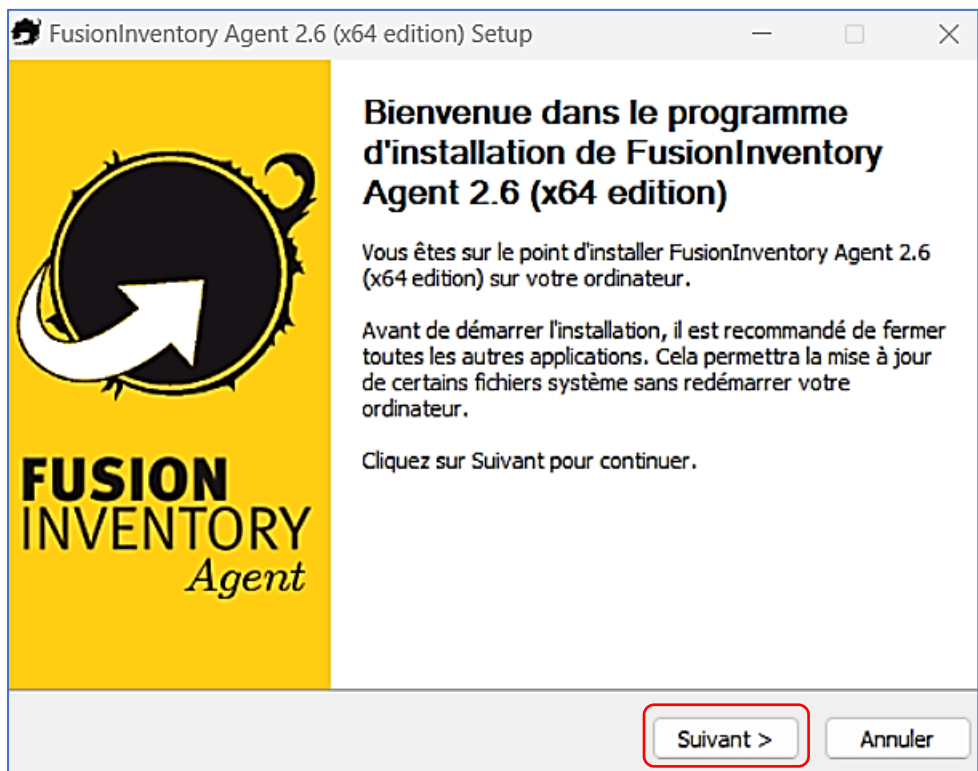 FusionInventory Agent 2.6 (x64 edition) Setup
Bienvenue dans le programme
d'installation de FusionInventory
Agent 2.6 (x64 edition)
Vous êtes sur le point d'installer FusionInventory Agent 2.6
(x64 edition) sur votre ordinateur.
Avant de démarrer l'installation, il est recommandé de fermer
toutes les autres applications. Cela permettra la mise à jour
de certains fichiers système sans redémarrer votre
ordinateur.
Cliquez sur Suivant pour continuer.
FUSION
INVENTORY
Agent
Suivant >
Annuler